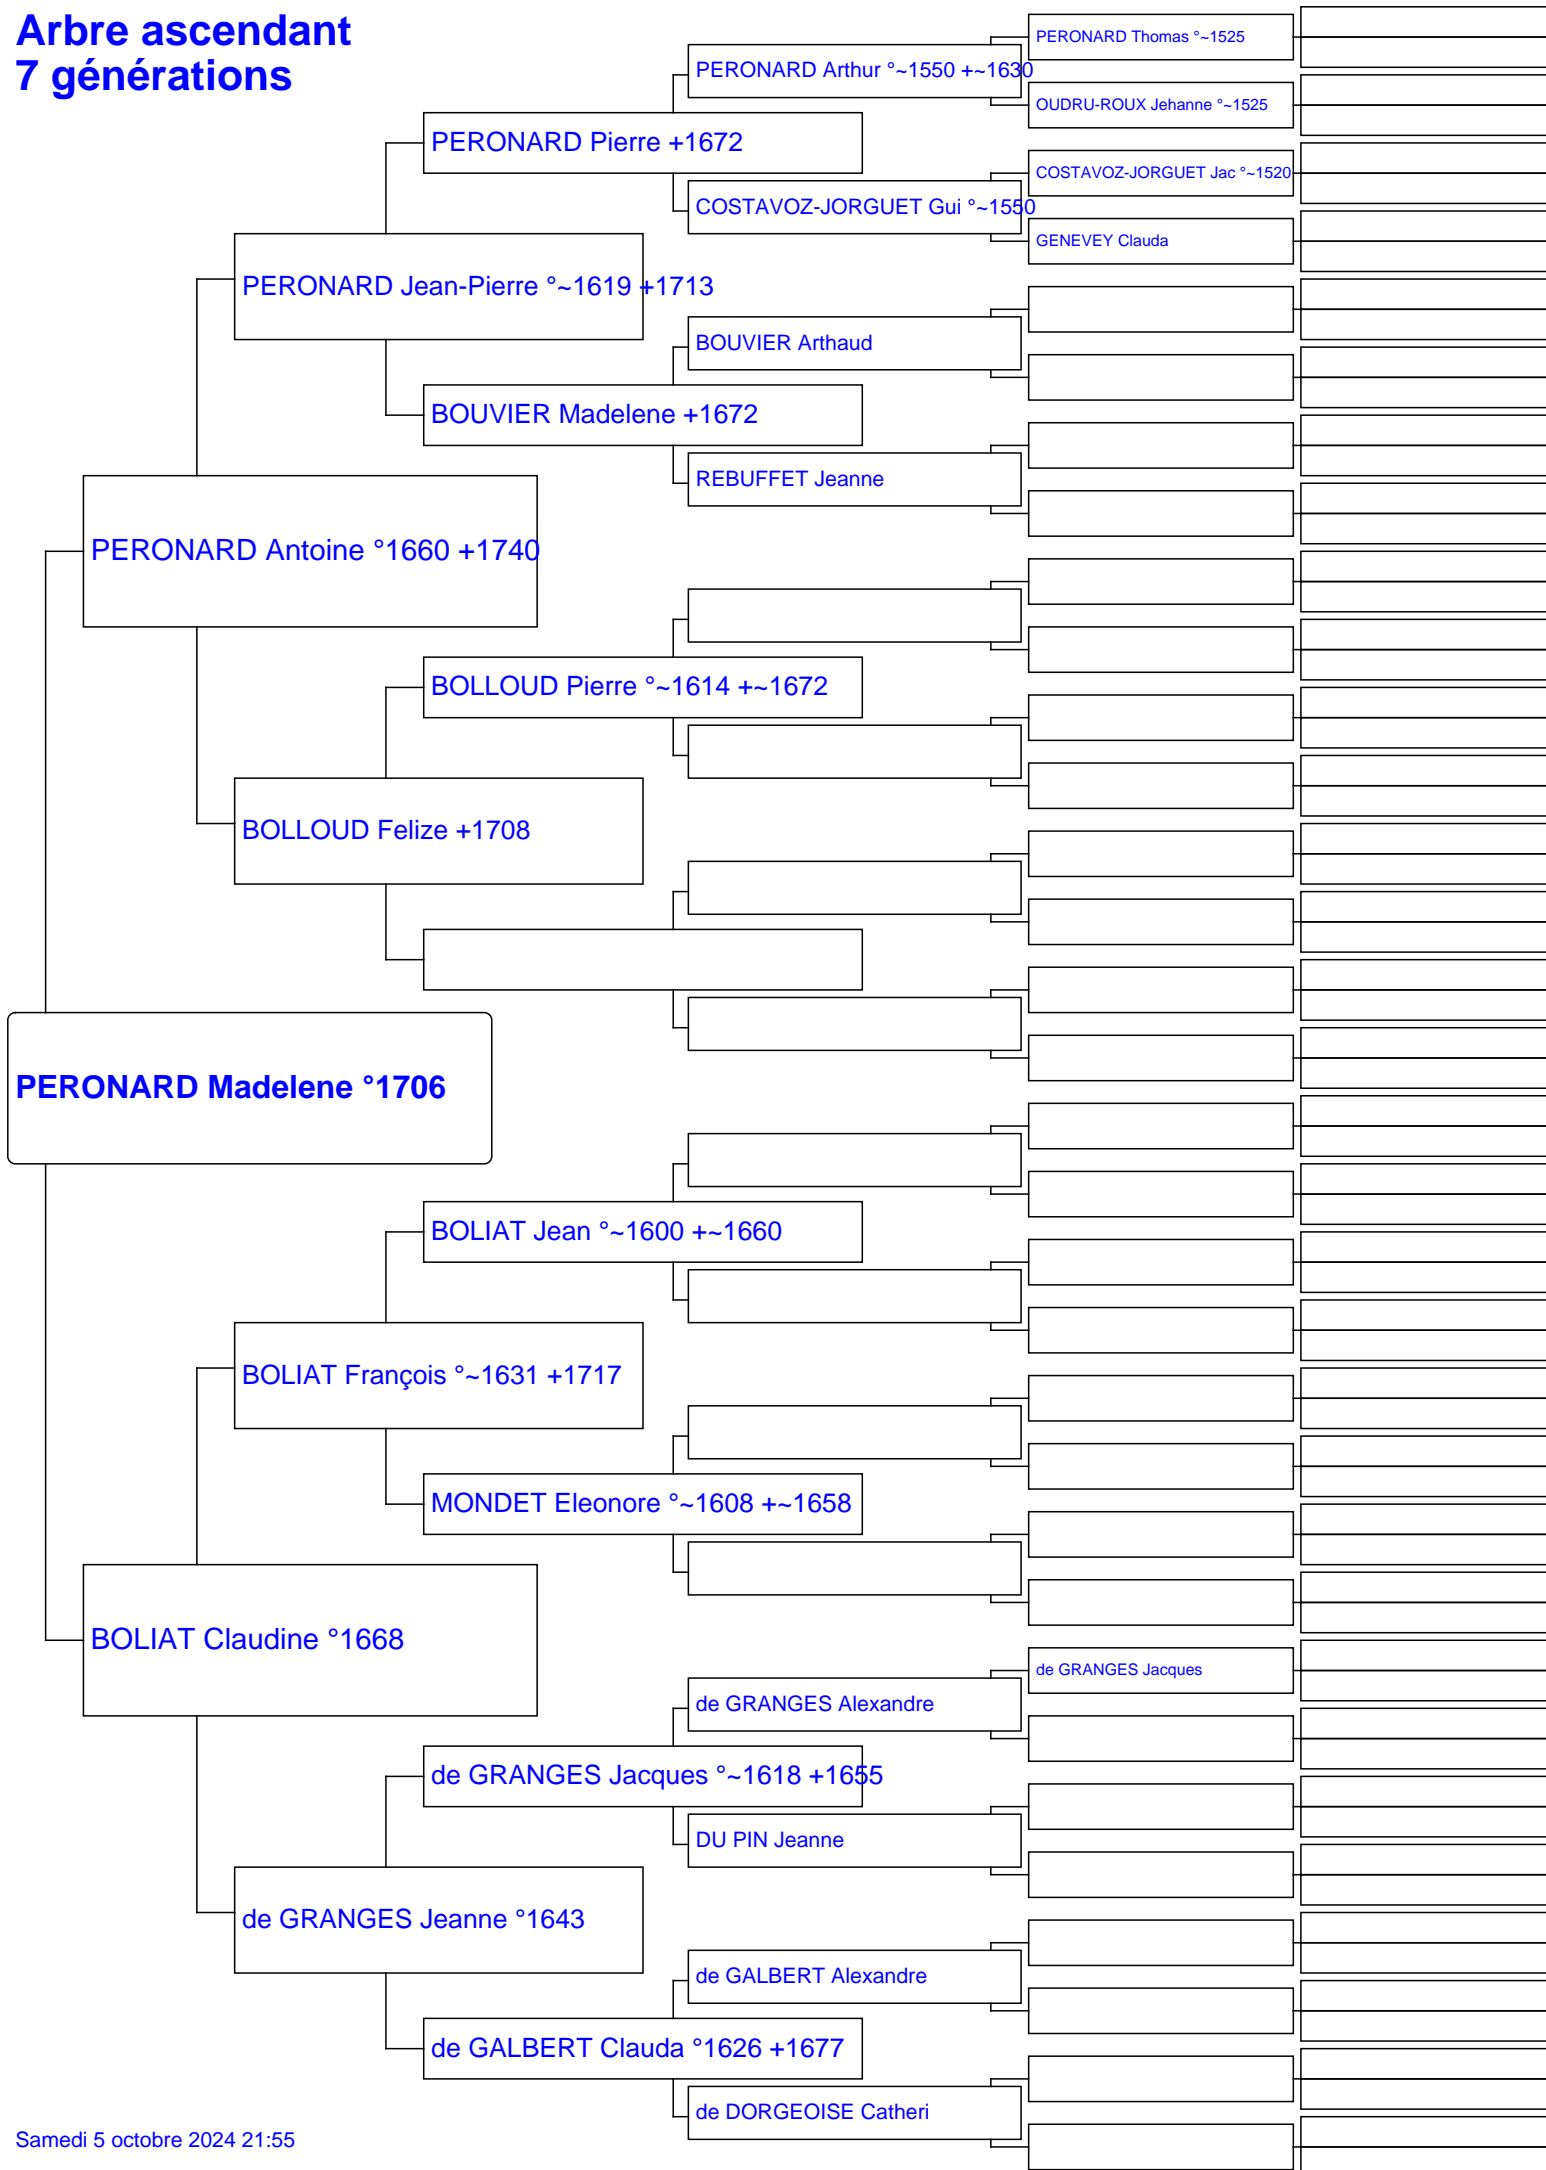 Arbre ascendant
7 générations
PERONARD Thomas °~1525
PERONARD Arthur °~1550 +~1630
OUDRU-ROUX Jehanne °~1525
PERONARD Pierre +1672
COSTAVOZ-JORGUET Jac °~1520
COSTAVOZ-JORGUET Gui °~1550
GENEVEY Clauda
PERONARD Jean-Pierre °~1619 +1713
BOUVIER Arthaud
BOUVIER Madelene +1672
REBUFFET Jeanne
PERONARD Antoine °1660 +1740
BOLLOUD Pierre °~1614 +~1672
BOLLOUD Felize +1708
PERONARD Madelene °1706
BOLIAT Jean °~1600 +~1660
BOLIAT François °~1631 +1717
MONDET Eleonore °~1608 +~1658
BOLIAT Claudine °1668
de GRANGES Jacques
de GRANGES Alexandre
de GRANGES Jacques °~1618 +1655
DU PIN Jeanne
de GRANGES Jeanne °1643
de GALBERT Alexandre
de GALBERT Clauda °1626 +1677
de DORGEOISE Catheri
Samedi 5 octobre 2024 21:55